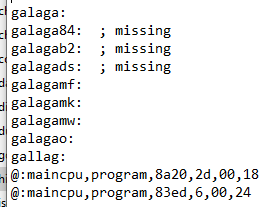 galaga:
galaga84:  ; missing
galagab2:  ; missing
galagads:  ; missing
galagamf:
galagamk:
galagamw:
galagao:
gallag:
@:maincpu,program,8a20,2d,00,18
@:maincpu,program,83ed,6,00,24